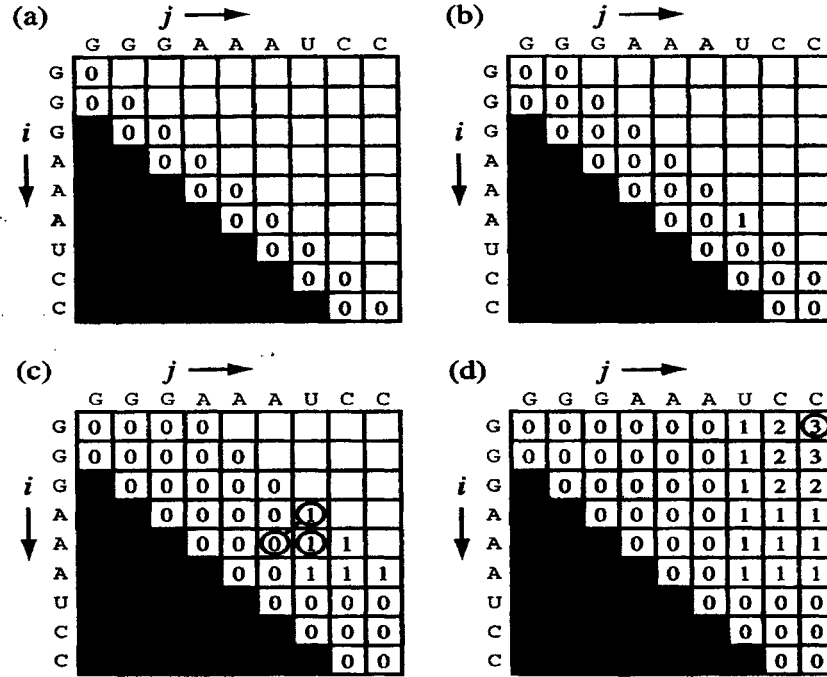 (a) j →
G G G A A A U C C
G 0
G 0 0
i
G 0 0
A 0 0
A 0 0
A 0 0
U 0 0
C 0 0
C 0 0
(b) j →
G G G A A A U C C
G 0 0
G 0 0 0
i
G 0 0 0
A 0 0 0
A 0 0 0
A 0 0 1
U 0 0 0
C 0 0 0
C 0 0
(c) j →
G G G A A A U C C
G 0 0 0 0
G 0 0 0 0 0
i
G 0 0 0 0 0
A 0 0 0 0 1
A 0 0 0 1 1
A 0 0 1 1 1
U 0 0 0 0
C 0 0 0
C 0 0
(d) j →
G G G A A A U C C
G 0 0 0 0 0 0 1 2 3
G 0 0 0 0 0 0 1 2 3
i
G 0 0 0 0 0 1 2 2
A 0 0 0 0 1 1 1
A 0 0 0 1 1 1
A 0 0 1 1 1
U 0 0 0 0
C 0 0 0
C 0 0